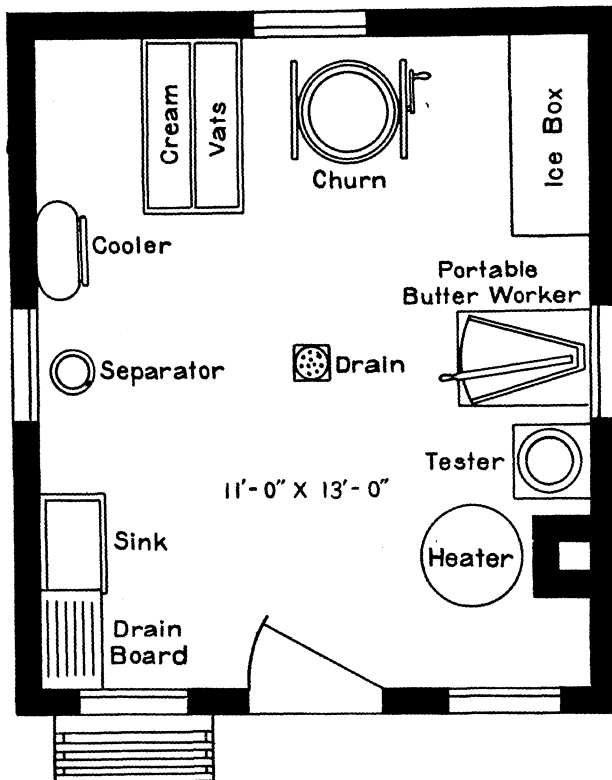 Cream
Vats
Churn
Ice Box
Cooler
Portable
Butter Worker
Separator
Drain
Tester
11'-0" X 13'-0"
Sink
Heater
Drain
Board